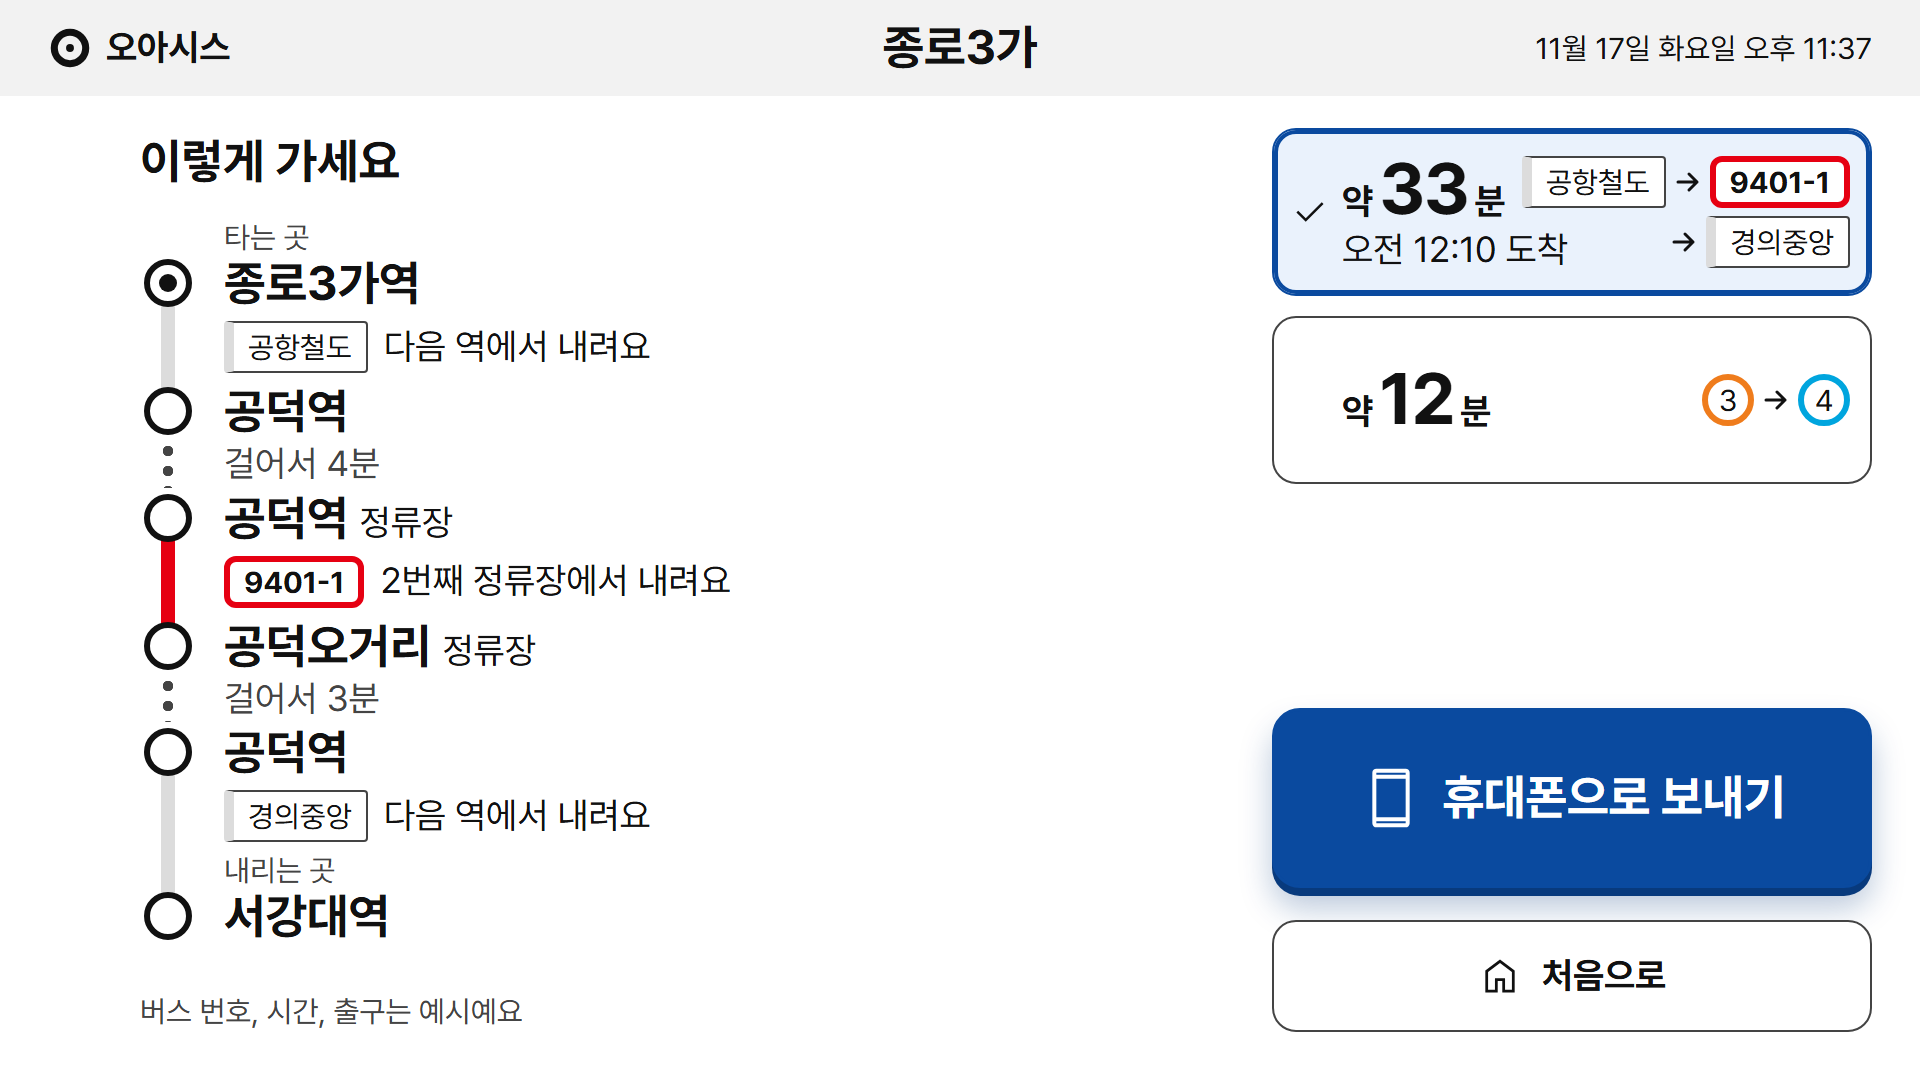 오아시스
종로3가
11월 17일 화요일 오후 11:37
이렇게 가세요
타는 곳
종로3가역
공항철도 다음 역에서 내려요
공덕역
걸어서 4분
공덕역 정류장
9401-1 2번째 정류장에서 내려요
공덕오거리 정류장
걸어서 3분
공덕역
경의중앙 다음 역에서 내려요
내리는 곳
서강대역
버스 번호, 시간, 출구는 예시예요
약 33 분 공항철도 → 9401-1
오전 12:10 도착 → 경의중앙
약 12 분 3 → 4
휴대폰으로 보내기
처음으로